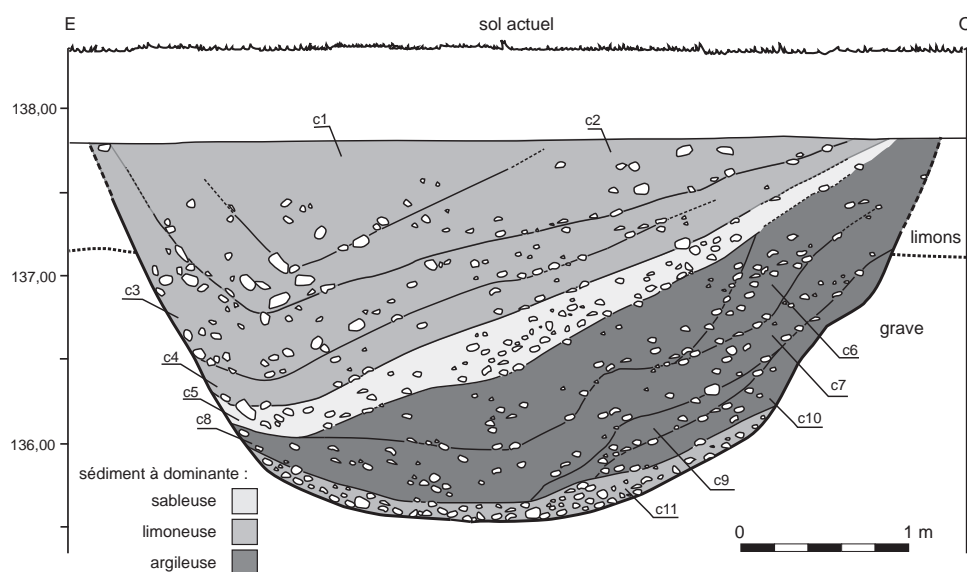 E
sol actuel
O
138,00
c1
c2
limons
137,00
c3
grave
c4
c6
c5
c7
c8
c10
136,00
c9
c11
sédiment à dominante :
sableuse
limoneuse
argileuse
0
1 m